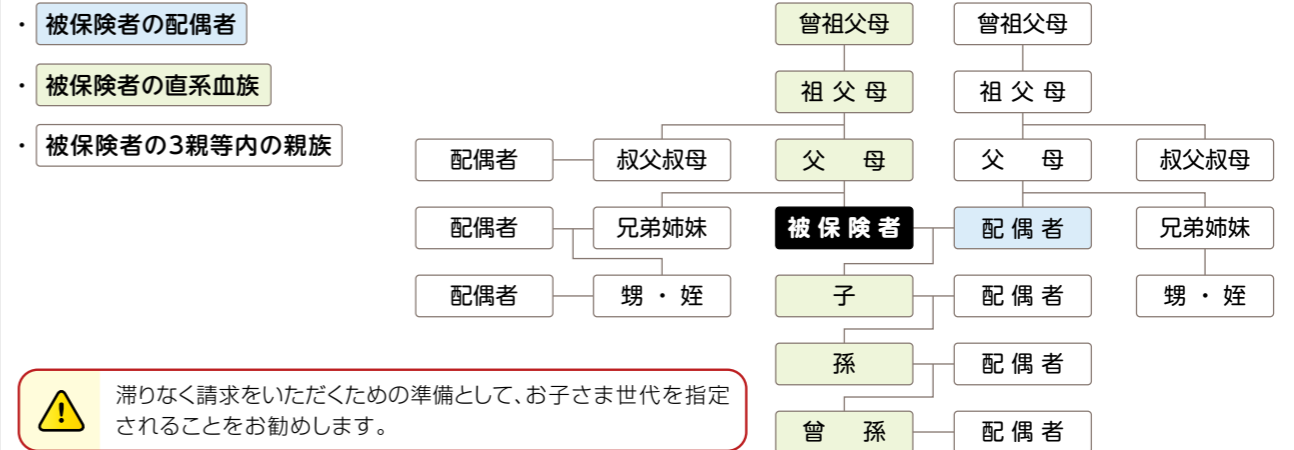 ・ 被保険者の配偶者
・ 被保険者の直系血族
・ 被保険者の3親等内の親族
曾祖父母 曾祖父母
祖父母 祖父母
配偶者 叔父叔母 父 母 父 母 叔父叔母
配偶者 兄弟姉妹 被保険者 配偶者 兄弟姉妹
配偶者 甥・姪 子 配偶者 甥・姪
孫 配偶者
曾 孫 配偶者
滞りなく請求をいただくための準備として、お子さま世代を指定
されることをお勧めします。